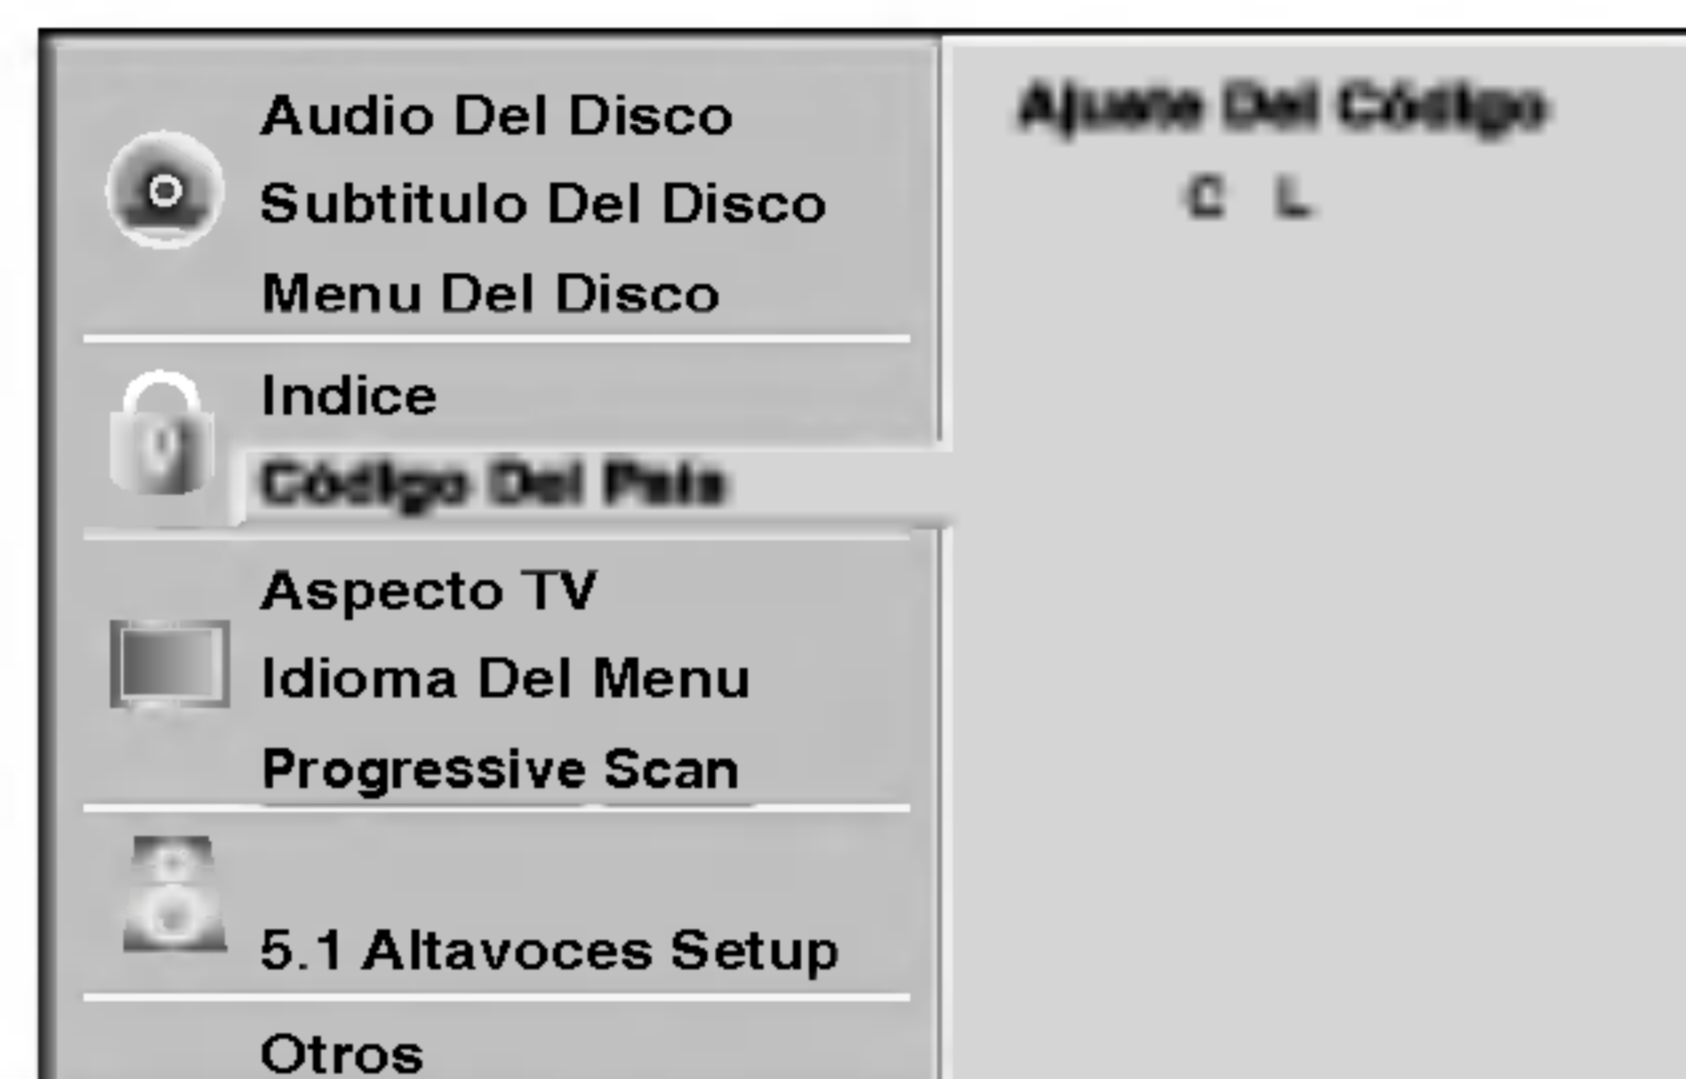 Audio Del Disco
Subtitulo Del Disco
Menu Del Disco
Indice
Código Del País
Aspecto TV
Idioma Del Menu
Progressive Scan
5.1 Altavoces Setup
Otros
Ajuste Del Código
C L